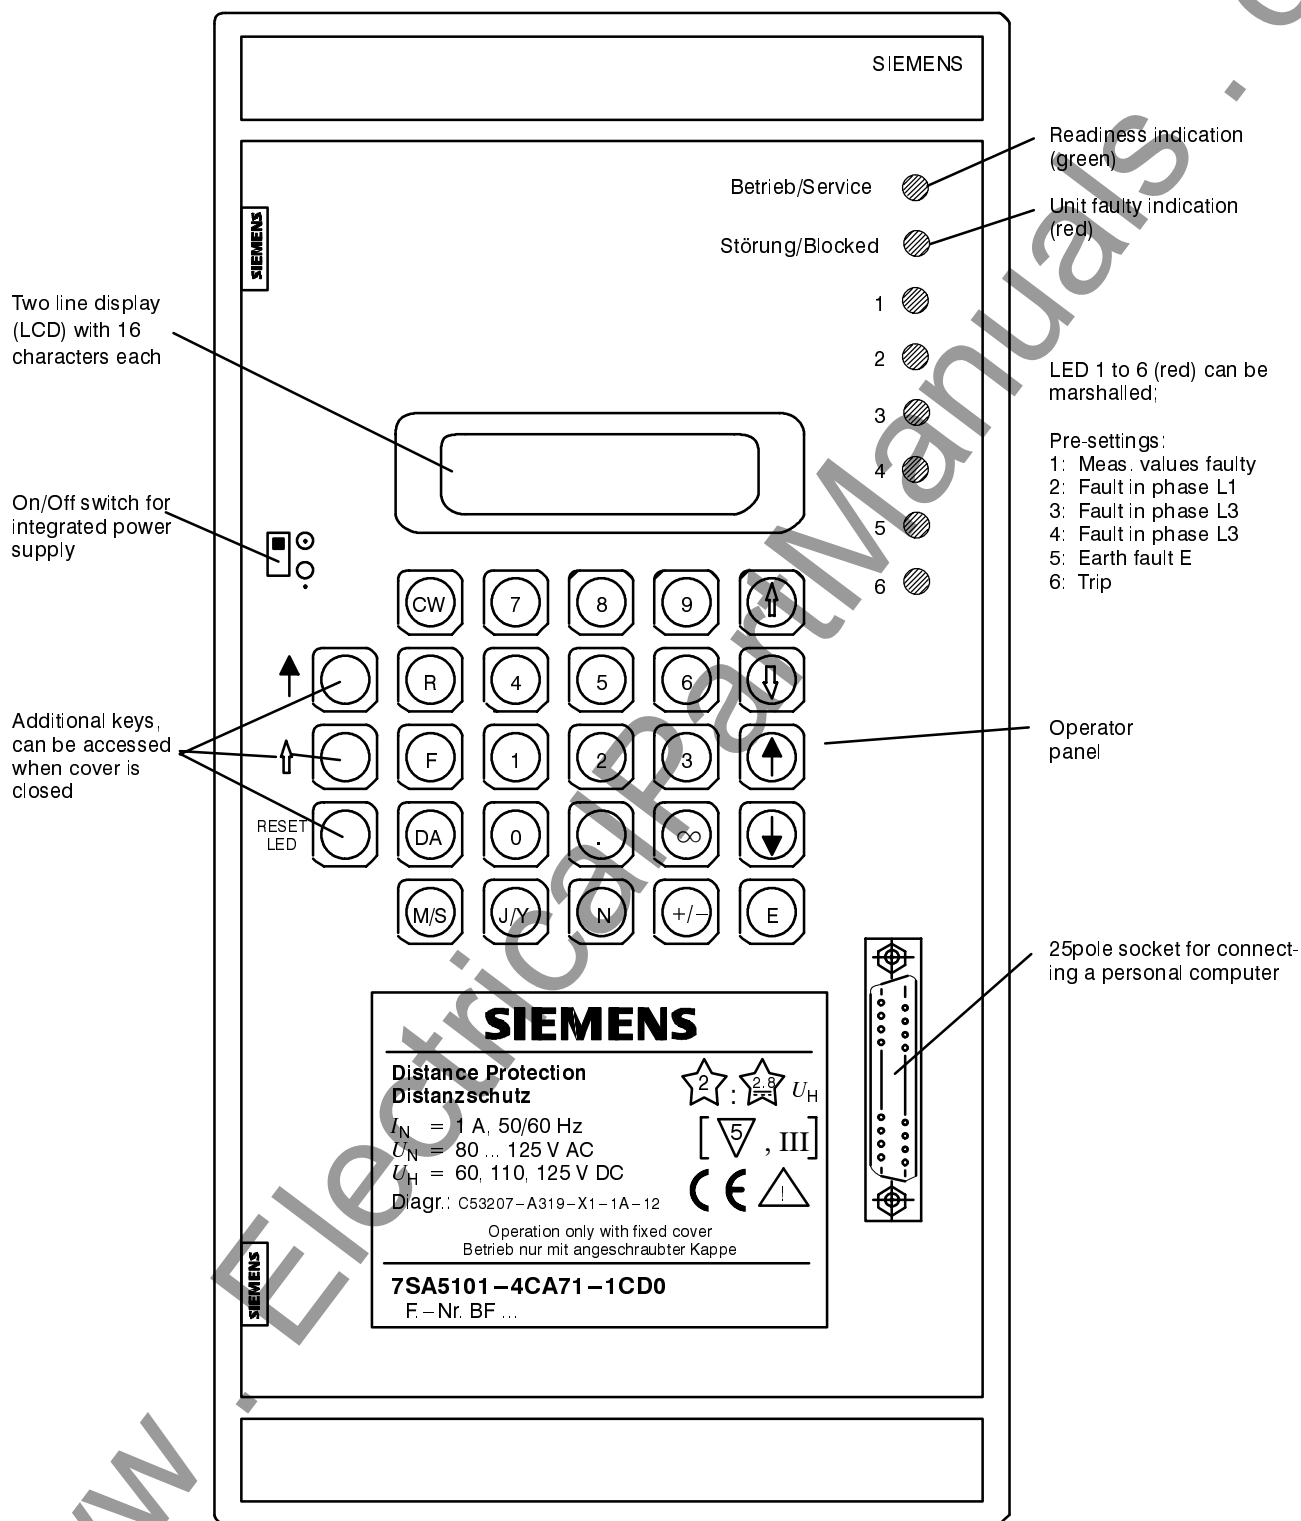 SIEMENS
Readiness indication
(green)
Betrieb/Service
Unit faulty indication
(red)
Störung/Blocked
SIEMENS
1
2
3
4
5
6
Two line display
(LCD) with 16
characters each
LED 1 to 6 (red) can be
marshalled;
Pre-settings:
1: Meas. values faulty
2: Fault in phase L1
3: Fault in phase L3
4: Fault in phase L3
5: Earth fault E
6: Trip
On/Off switch for
integrated power
supply
CW 7 8 9
R 4 5 6
F 1 2 3
DA 0 . ∞
M/S J/Y N +/− E
Additional keys,
can be accessed
when cover is
closed
RESET
LED
Operator
panel
25pole socket for connect-
ing a personal computer
SIEMENS
Distance Protection
Distanzschutz
2 : 2.8 UH
IN = 1 A, 50/60 Hz
UN = 80 ... 125 V AC
UH = 60, 110, 125 V DC
[ 5 , III ]
CE !
Diagr.: C53207-A319-X1-1A-12
Operation only with fixed cover
Betrieb nur mit angeschraubter Kappe
7SA5101-4CA71-1CD0
F.-Nr. BF ...
SIEMENS
www . ElectricalPartManuals .